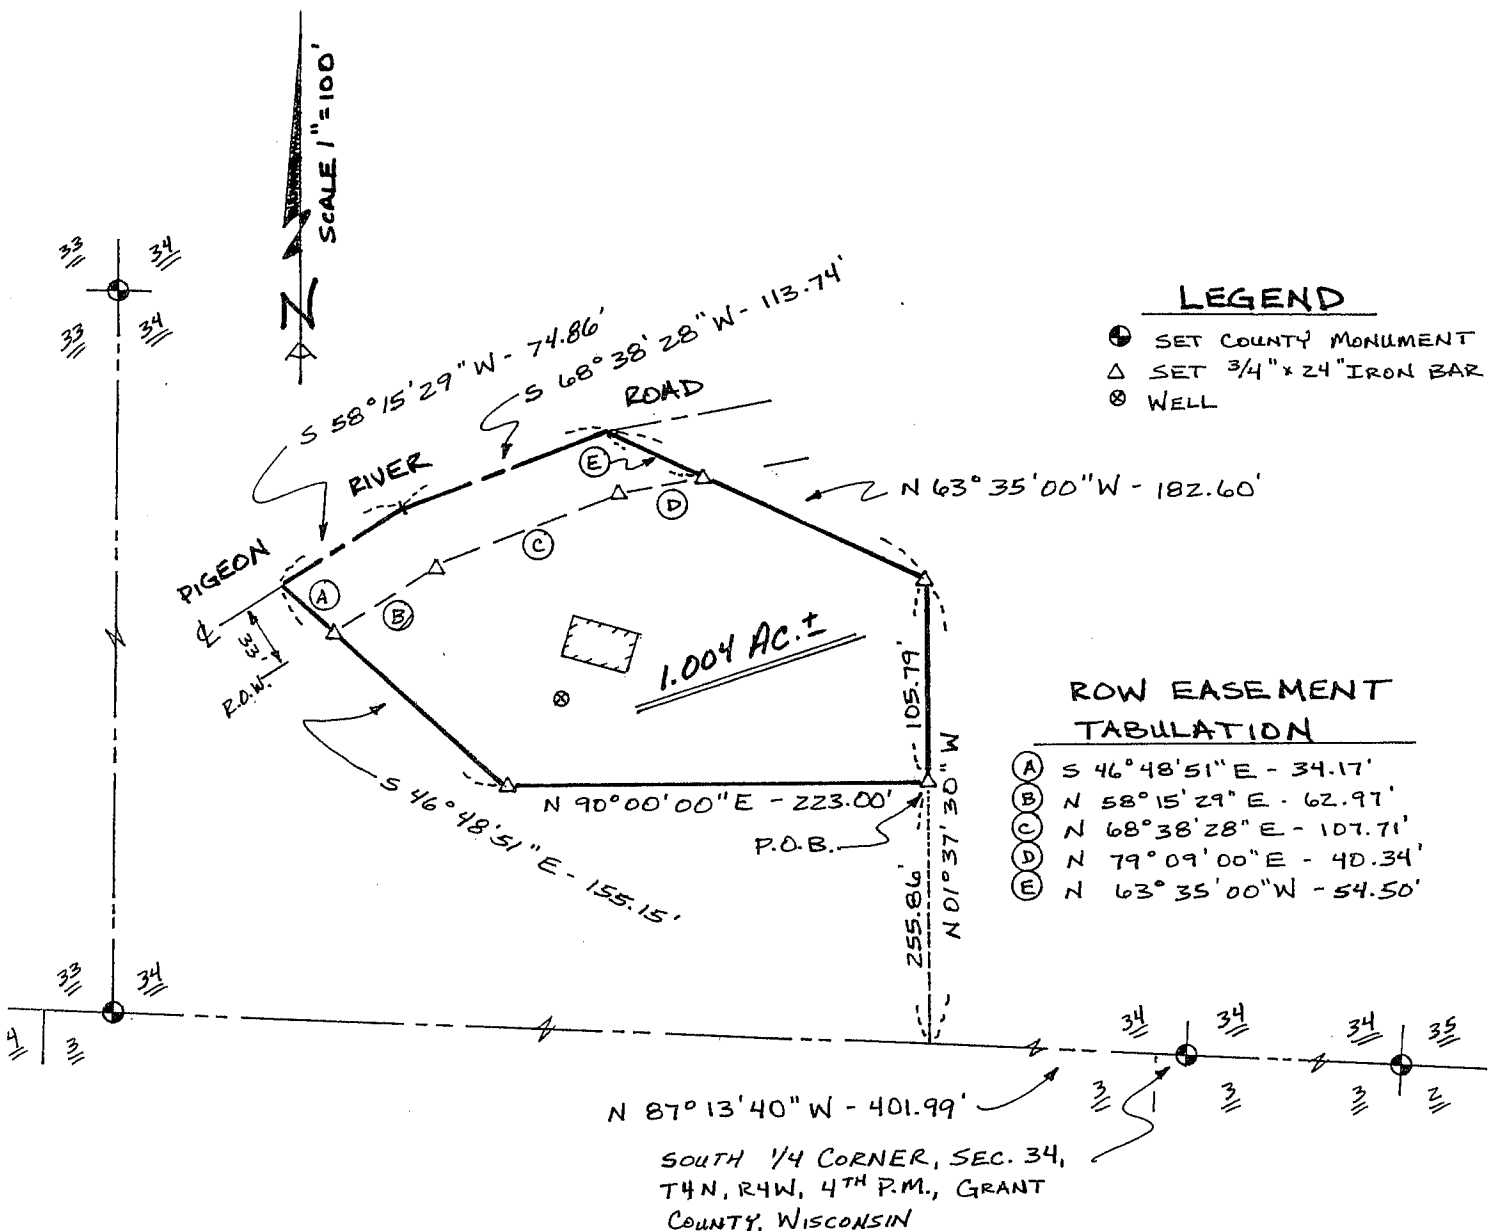 SCALE 1"=100'
N
33 34
33 34
S 58°15'29"W - 74.86'
S 68°38'28"W - 113.74'
LEGEND
SET COUNTY MONUMENT
SET 3/4" x 24" IRON BAR
WELL
PIGEON RIVER ROAD
E
D
C
N 63°35'00"W - 182.60'
A
B
33'
R.O.W.
1.004 Ac.±
105.79'
ROW EASEMENT
TABULATION
A S 46°48'51"E - 34.17'
B N 58°15'29"E - 62.97'
C N 68°38'28"E - 107.71'
D N 79°09'00"E - 40.34'
E N 63°35'00"W - 54.50'
S 46°48'51"E - 155.15'
N 90°00'00"E - 223.00'
P.O.B.
N 01°37'30"W
255.86'
33 34
4 3
34 34
3 3
34 35
3 2
N 87°13'40"W - 401.99'
SOUTH 1/4 CORNER, SEC. 34,
T4N, R4W, 4TH P.M., GRANT
COUNTY, WISCONSIN